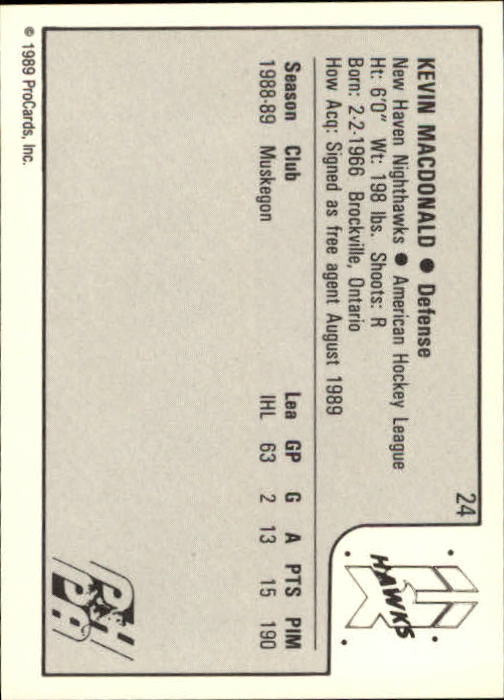 24
KEVIN MACDONALD ● Defense
New Haven Nighthawks ● American Hockey League
Ht: 6'0" Wt: 198 lbs. Shoots: R
Born: 2-2-1966 Brockville, Ontario
How Acq: Signed as free agent August 1989
Season Club Lea GP G A PTS PIM
1988-89 Muskegon IHL 63 2 13 15 190
HAWKS
© 1989 ProCards, Inc.